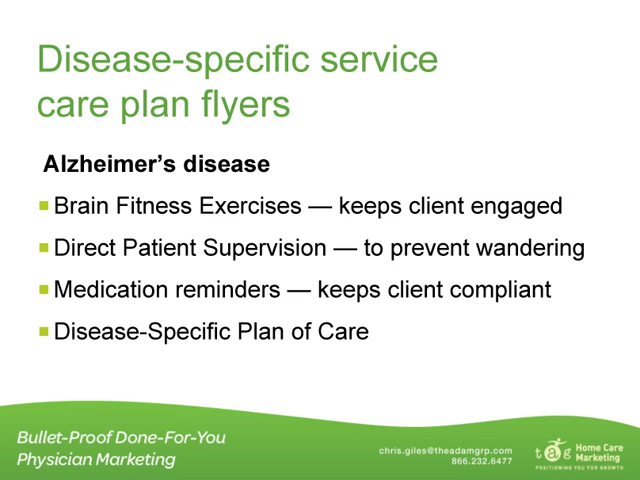 Disease-specific service
care plan flyers
Alzheimer’s disease
Brain Fitness Exercises — keeps client engaged
Direct Patient Supervision — to prevent wandering
Medication reminders — keeps client compliant
Disease-Specific Plan of Care
Bullet-Proof Done-For-You
Physician Marketing
chris.giles@theadamgrp.com
866.232.6477
tag Home Care
Marketing
POSITIONING YOU FOR GROWTH